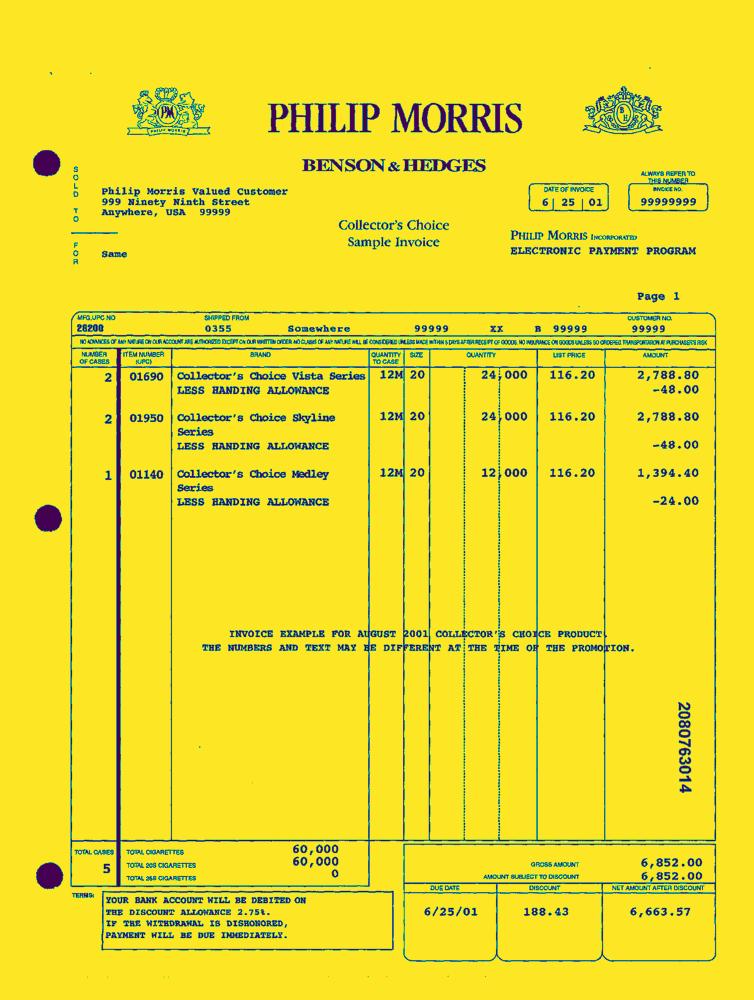 PM
PHILIP MORRIS
PHILIP MORRIS
B H
BENSON & HEDGES
SOLD TO
Philip Morris Valued Customer
999 Ninety Ninth Street
Anywhere, USA 99999
FOR
Same
Collector's Choice
Sample Invoice
ALWAYS REFER TO
THIS NUMBER
DATE OF INVOICE
6 | 25 | 01
INVOICE NO.
99999999
PHILIP MORRIS INCORPORATED
ELECTRONIC PAYMENT PROGRAM
Page 1
MFG. UPC NO SHIPPED FROM CUSTOMER NO.
28200 0355 Somewhere 99999 XX B 99999 99999
NO ADVANCES OF ANY NATURE ON OUR ACCOUNT ARE AUTHORIZED EXCEPT ON OUR WRITTEN ORDER. NO CLAIMS OF ANY NATURE WILL BE CONSIDERED UNLESS MADE WITHIN 5 DAYS AFTER RECEIPT OF GOODS. NO INSURANCE ON GOODS UNLESS SO ORDERED. TRANSPORTATION AT PURCHASER'S RISK
NUMBER OF CASES ITEM NUMBER (UPC) BRAND QUANTITY TO CASE SIZE QUANTITY LIST PRICE AMOUNT
2 01690 Collector's Choice Vista Series 12M 20 24,000 116.20 2,788.80
LESS HANDING ALLOWANCE -48.00
2 01950 Collector's Choice Skyline 12M 20 24,000 116.20 2,788.80
Series
LESS HANDING ALLOWANCE -48.00
1 01140 Collector's Choice Medley 12M 20 12,000 116.20 1,394.40
Series
LESS HANDING ALLOWANCE -24.00
INVOICE EXAMPLE FOR AUGUST 2001 COLLECTOR'S CHOICE PRODUCT.
THE NUMBERS AND TEXT MAY BE DIFFERENT AT THE TIME OF THE PROMOTION.
2080763014
TOTAL CASES
5
TOTAL CIGARETTES 60,000
TOTAL 20S CIGARETTES 60,000
TOTAL 25S CIGARETTES 0
GROSS AMOUNT 6,852.00
AMOUNT SUBJECT TO DISCOUNT 6,852.00
DUE DATE DISCOUNT NET AMOUNT AFTER DISCOUNT
6/25/01 188.43 6,663.57
TERMS:
YOUR BANK ACCOUNT WILL BE DEBITED ON
THE DISCOUNT ALLOWANCE 2.75%.
IF THE WITHDRAWAL IS DISHONORED,
PAYMENT WILL BE DUE IMMEDIATELY.